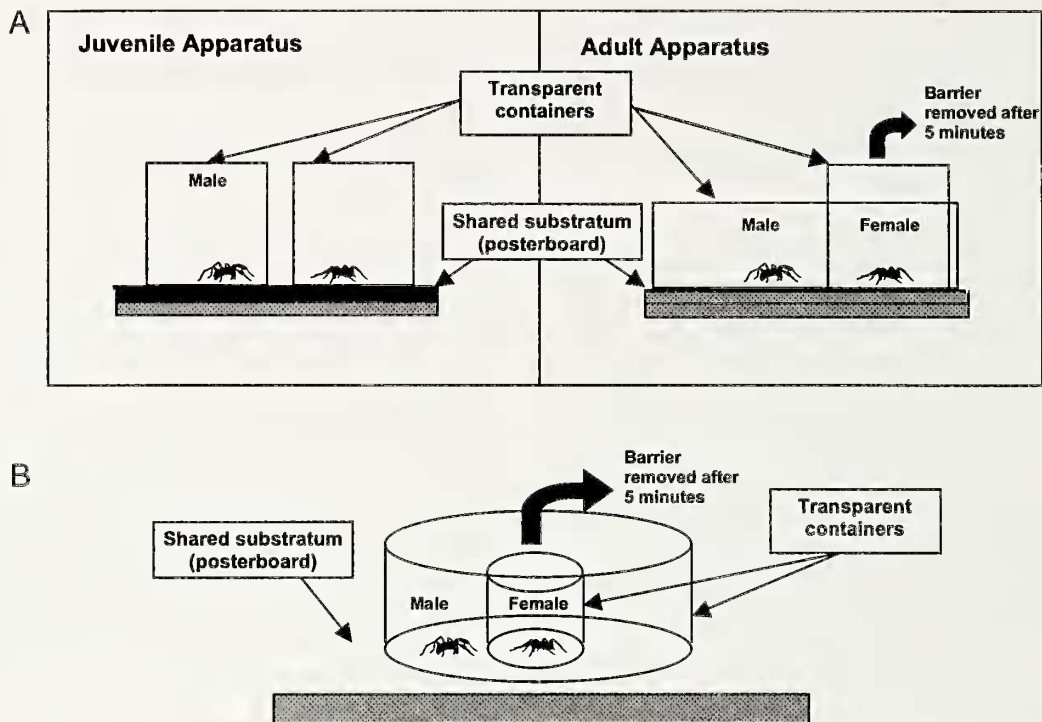 A
Juvenile Apparatus
Adult Apparatus
Transparent
containers
Barrier
removed after
5 minutes
Male
Shared substratum
(posterboard)
Male
Female
B
Barrier
removed after
5 minutes
Transparent
containers
Shared substratum
(posterboard)
Male
Female